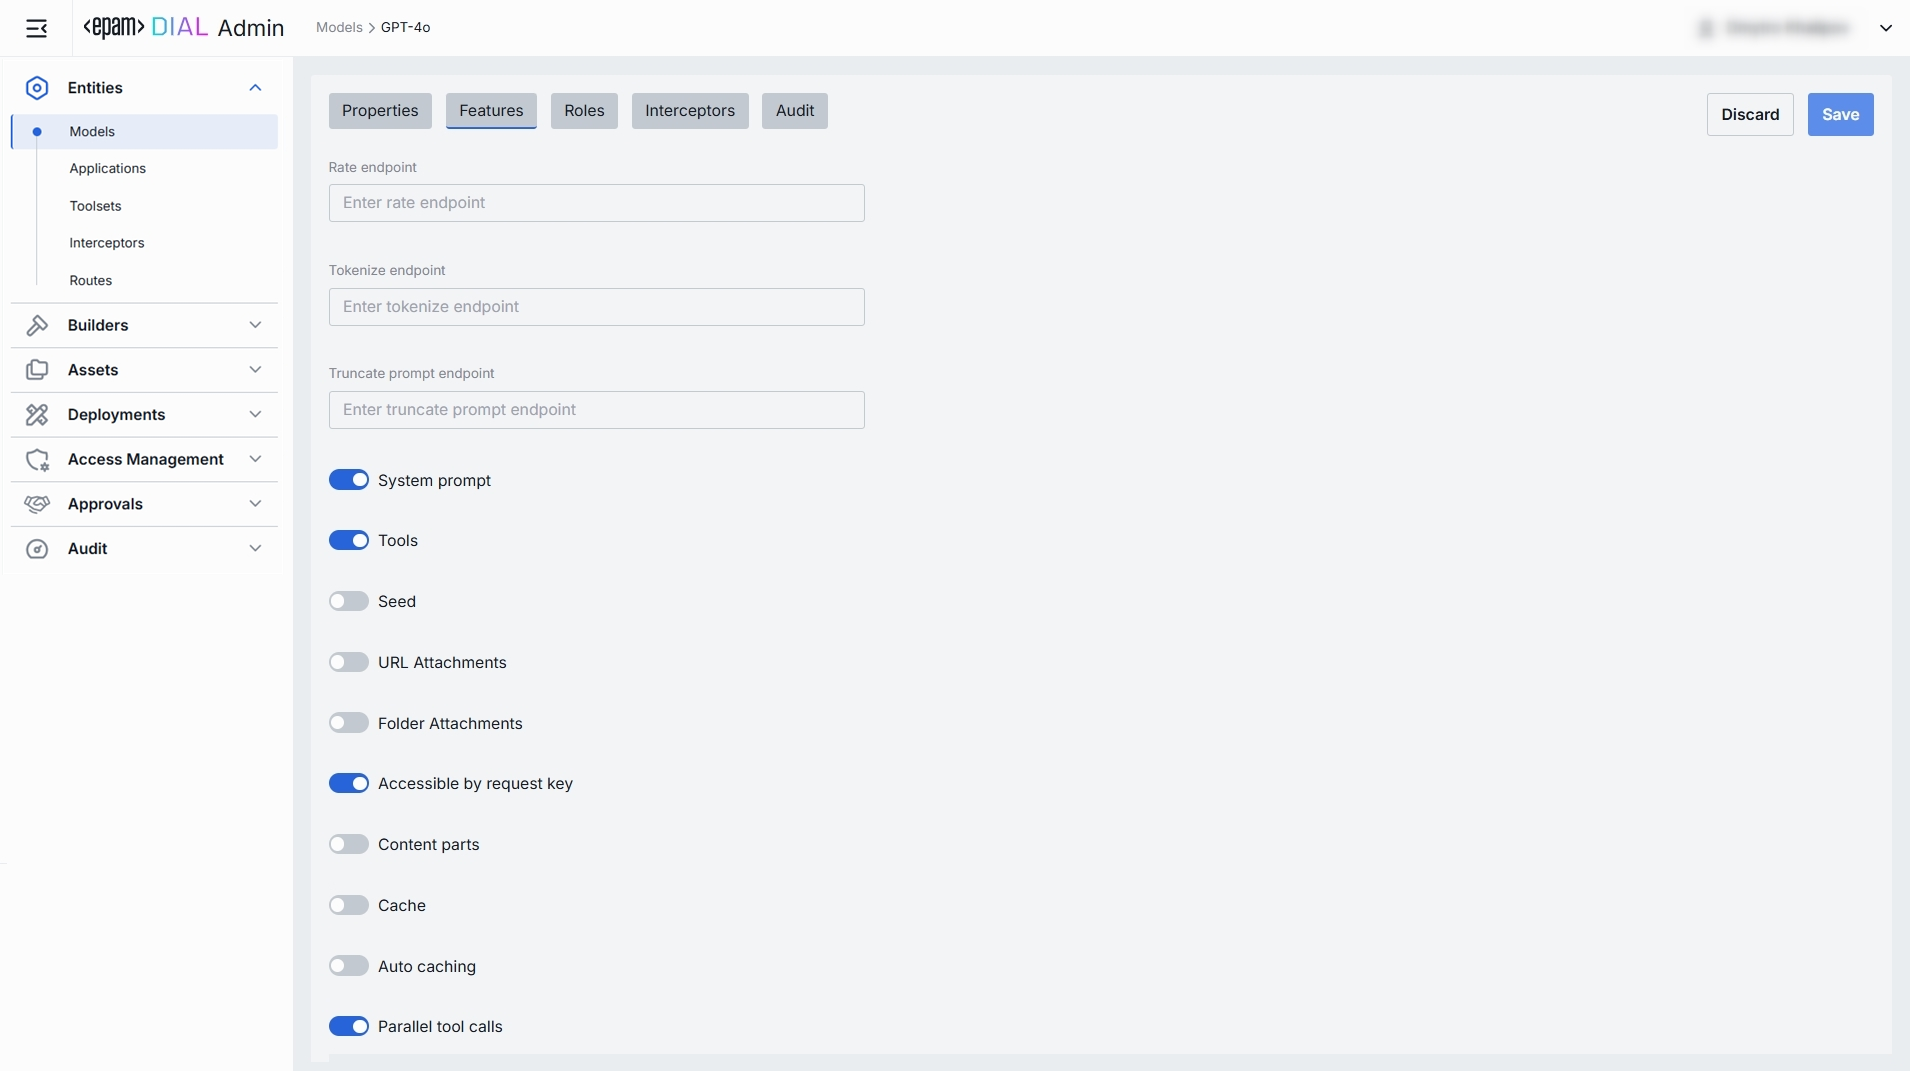 <epam> DIAL Admin
Models > GPT-4o
Entities
Models
Applications
Toolsets
Interceptors
Routes
Builders
Assets
Deployments
Access Management
Approvals
Audit
Properties Features Roles Interceptors Audit
Discard Save
Rate endpoint
Enter rate endpoint
Tokenize endpoint
Enter tokenize endpoint
Truncate prompt endpoint
Enter truncate prompt endpoint
System prompt
Tools
Seed
URL Attachments
Folder Attachments
Accessible by request key
Content parts
Cache
Auto caching
Parallel tool calls